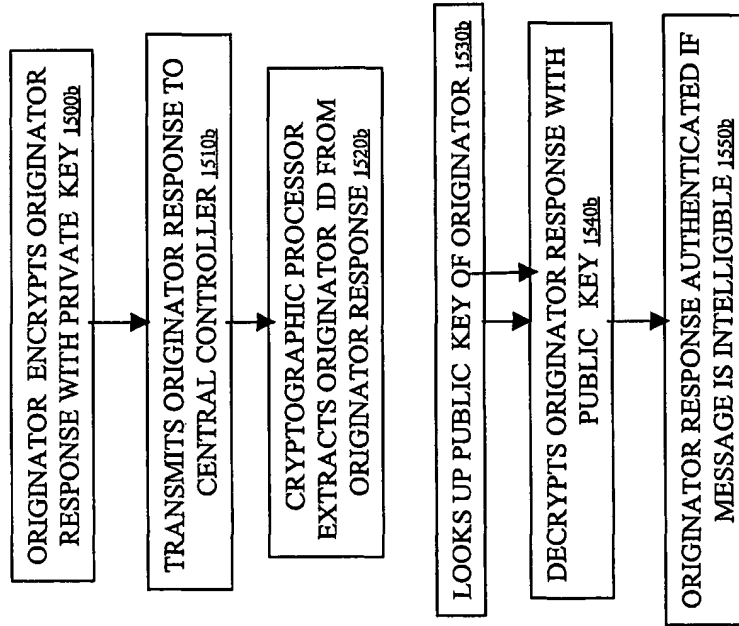 ORIGINATOR ENCRYPTS ORIGINATOR
RESPONSE WITH PRIVATE KEY 1500b
TRANSMITS ORIGINATOR RESPONSE TO
CENTRAL CONTROLLER 1510b
CRYPTOGRAPHIC PROCESSOR
EXTRACTS ORIGINATOR ID FROM
ORIGINATOR RESPONSE 1520b
LOOKS UP PUBLIC KEY OF ORIGINATOR 1530b
DECRYPTS ORIGINATOR RESPONSE WITH
PUBLIC KEY 1540b
ORIGINATOR RESPONSE AUTHENTICATED IF
MESSAGE IS INTELLIGIBLE 1550b